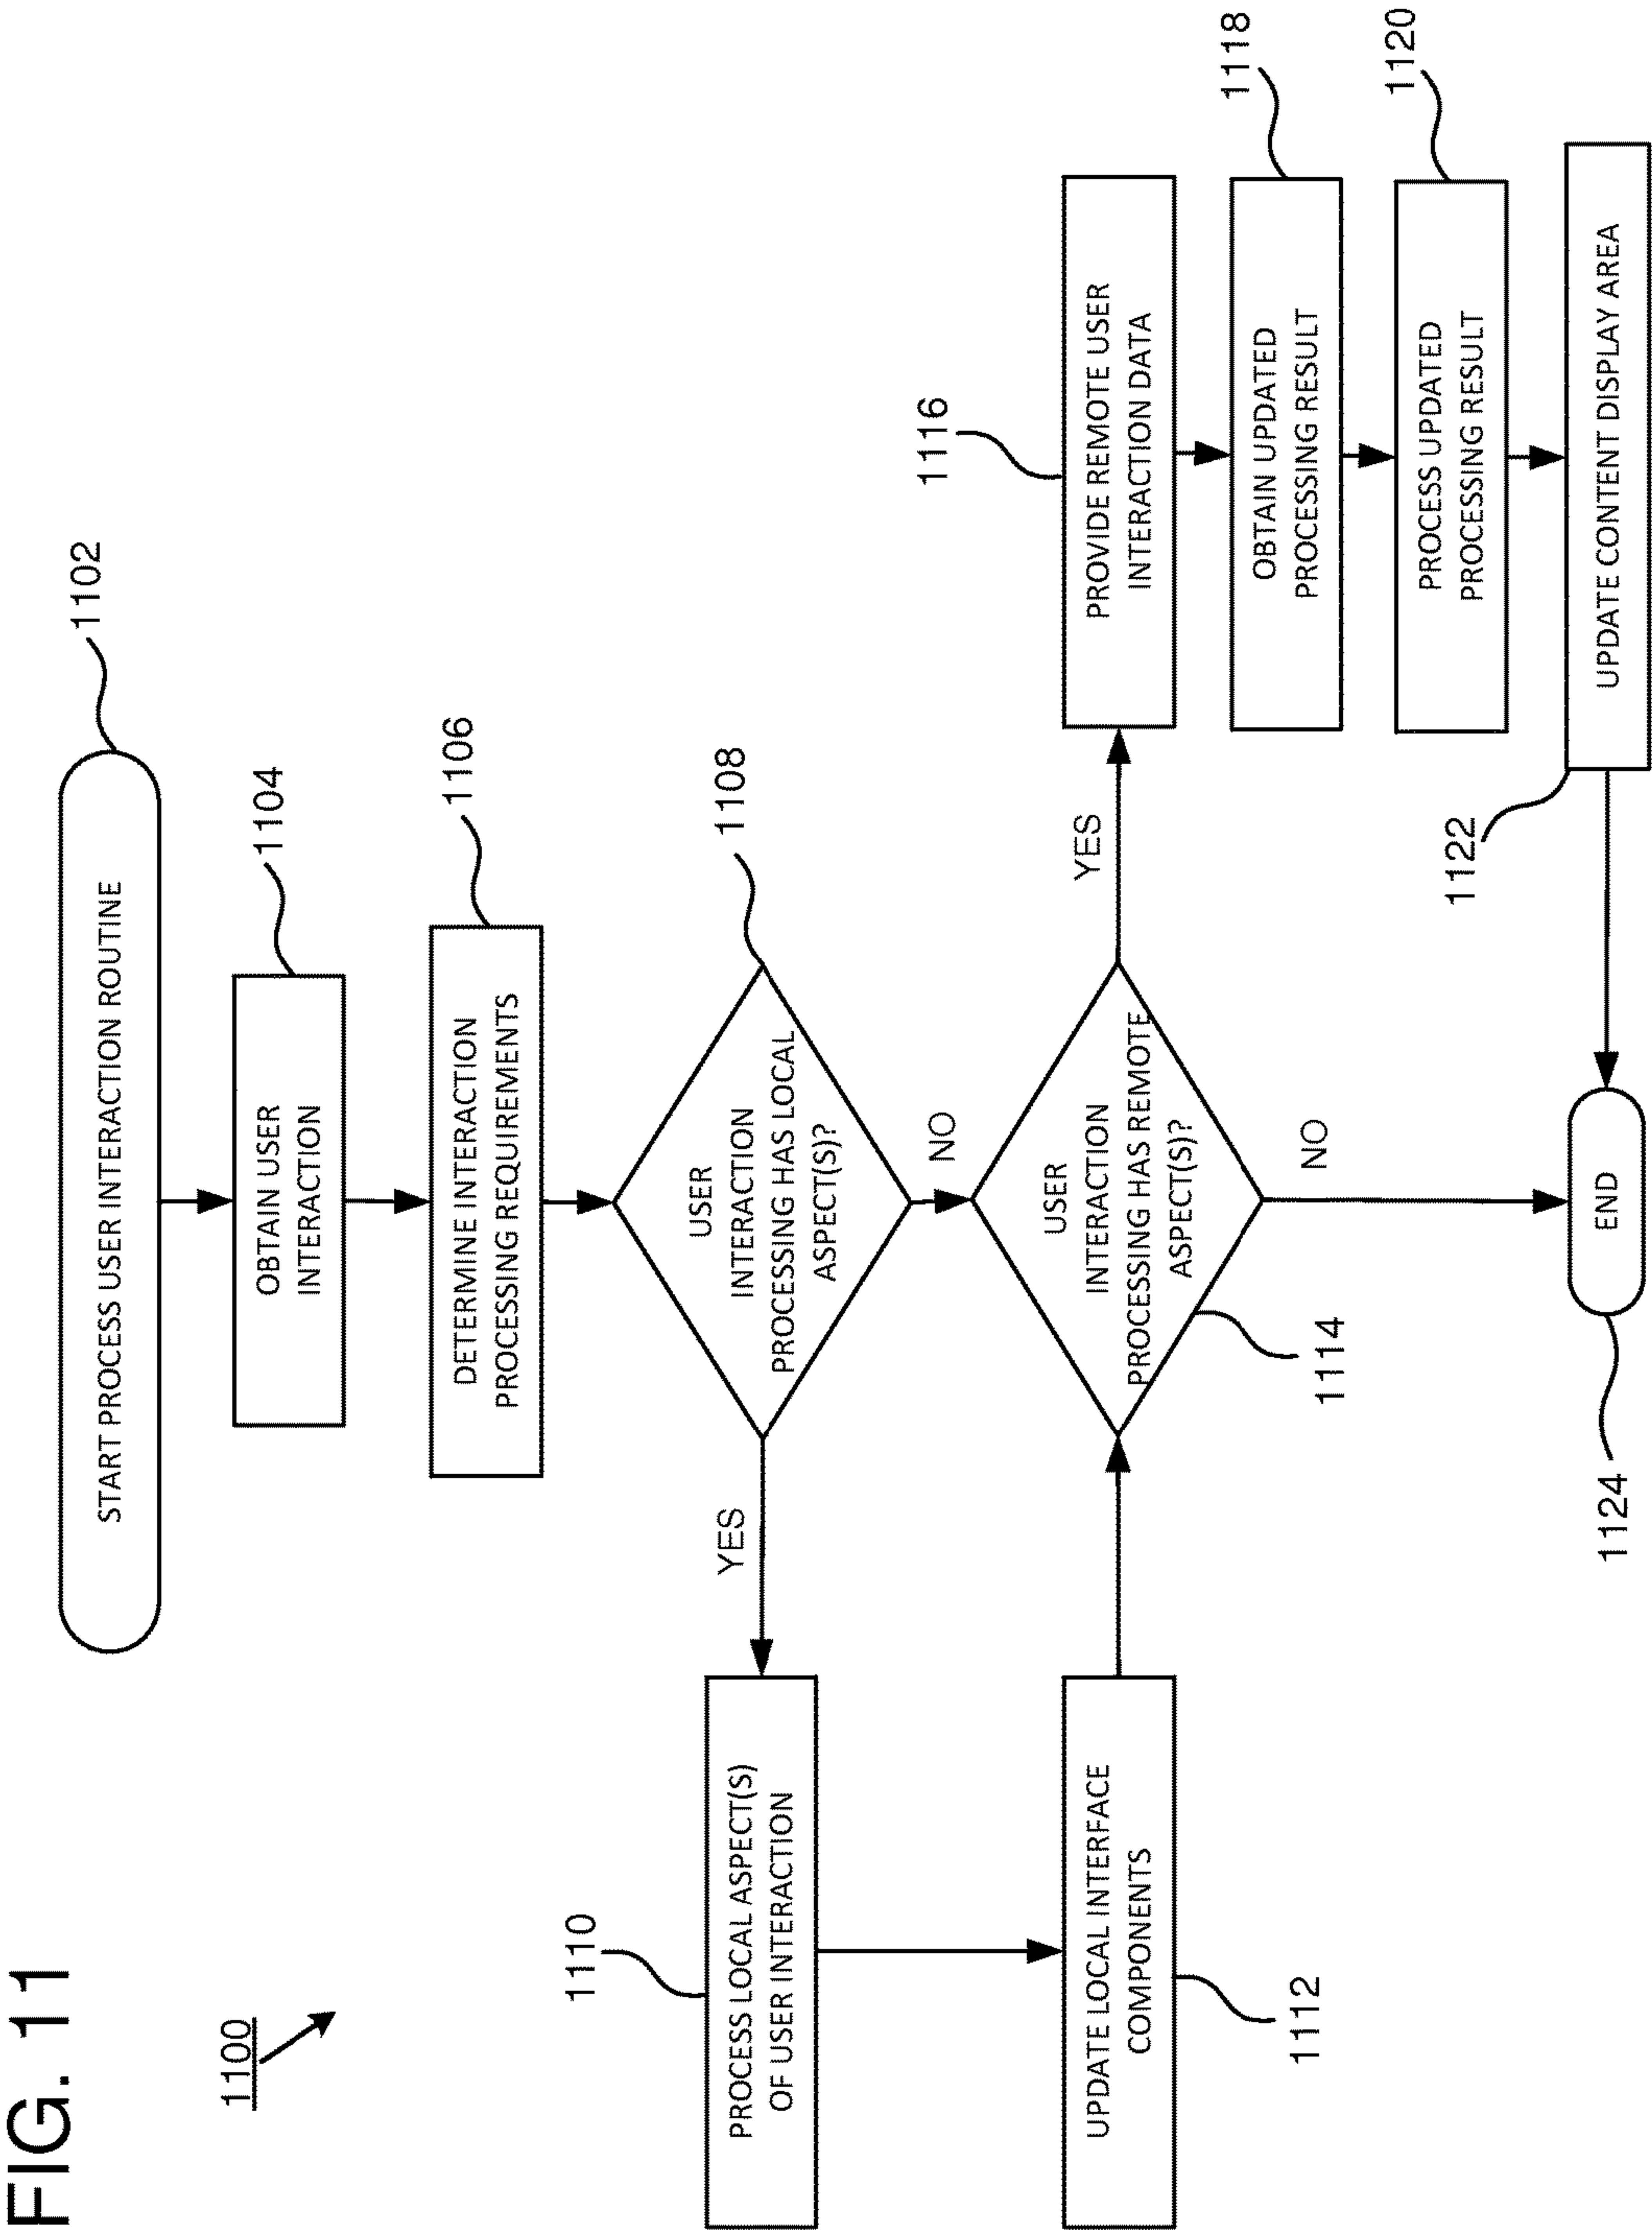 FIG. 11
1100
START PROCESS USER INTERACTION ROUTINE
1102
OBTAIN USER
INTERACTION
1104
DETERMINE INTERACTION
PROCESSING REQUIREMENTS
1106
USER
INTERACTION
PROCESSING HAS LOCAL
ASPECT(S)?
1108
YES
NO
PROCESS LOCAL ASPECT(S)
OF USER INTERACTION
1110
UPDATE LOCAL INTERFACE
COMPONENTS
1112
USER
INTERACTION
PROCESSING HAS REMOTE
ASPECT(S)?
1114
YES
NO
PROVIDE REMOTE USER
INTERACTION DATA
1116
OBTAIN UPDATED
PROCESSING RESULT
1118
PROCESS UPDATED
PROCESSING RESULT
1120
UPDATE CONTENT DISPLAY AREA
1122
END
1124